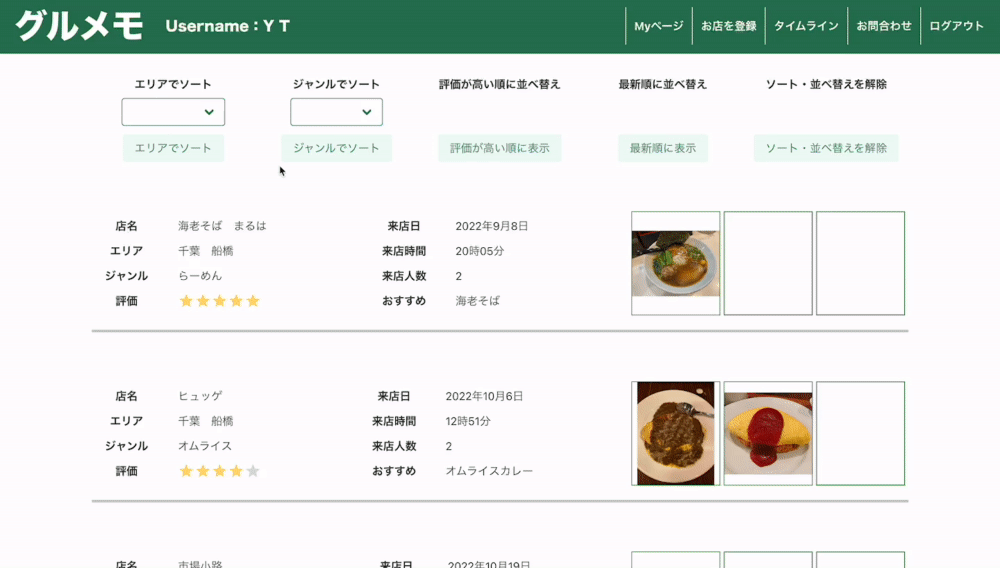 グルメモ Username：Y T Myページ お店を登録 タイムライン お問合わせ ログアウト
エリアでソート ジャンルでソート 評価が高い順に並べ替え 最新順に並べ替え ソート・並べ替えを解除
エリアでソート ジャンルでソート 評価が高い順に表示 最新順に表示 ソート・並べ替えを解除
店名 海老そば　まるは 来店日 2022年9月8日
エリア 千葉　船橋 来店時間 20時05分
ジャンル らーめん 来店人数 2
評価 おすすめ 海老そば
店名 ヒュッゲ 来店日 2022年10月6日
エリア 千葉　船橋 来店時間 12時51分
ジャンル オムライス 来店人数 2
評価 おすすめ オムライスカレー
店名 市場小路 来店日 2022年10月19日